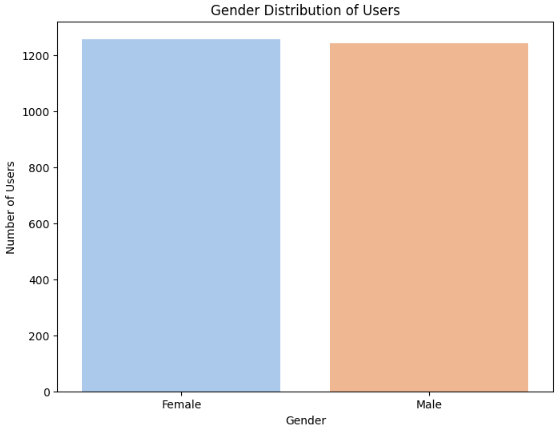 Gender Distribution of Users
Number of Users
1200
1000
800
600
400
200
0
Female Male
Gender